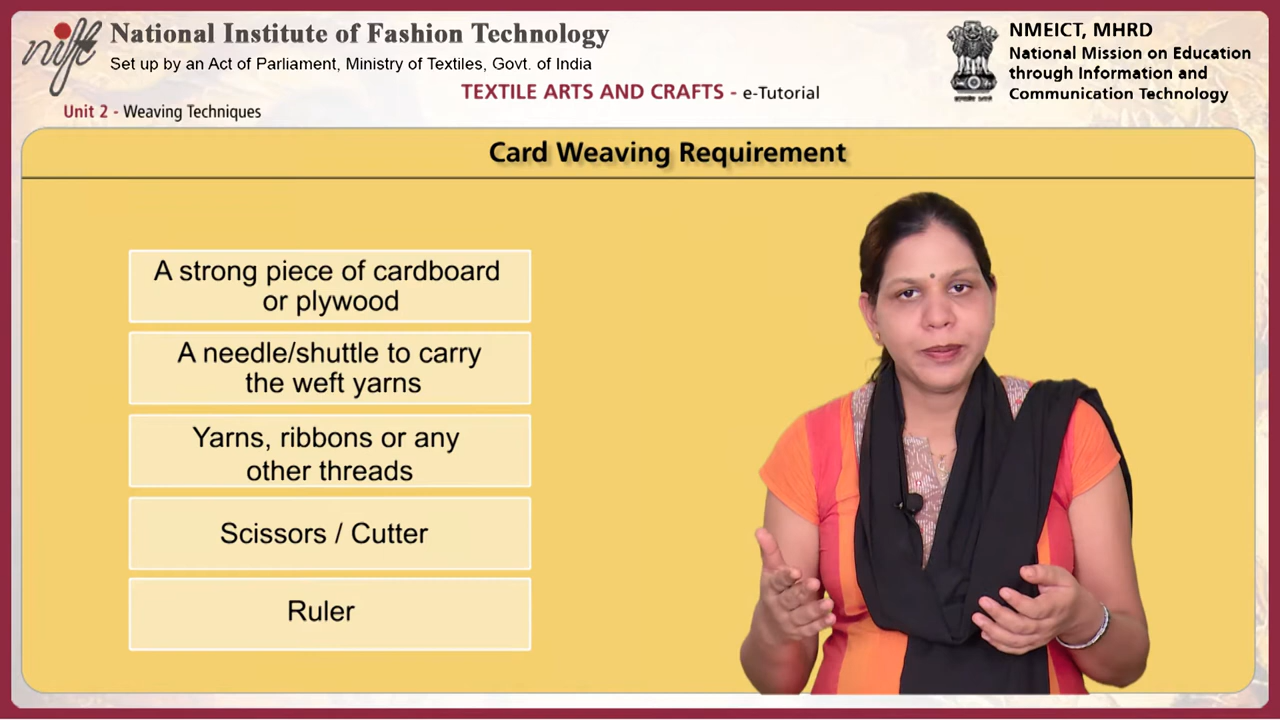 nift
National Institute of Fashion Technology
Set up by an Act of Parliament, Ministry of Textiles, Govt. of India
NMEICT, MHRD
National Mission on Education
through Information and
Communication Technology
TEXTILE ARTS AND CRAFTS - e-Tutorial
Unit 2 - Weaving Techniques
Card Weaving Requirement
A strong piece of cardboard
or plywood
A needle/shuttle to carry
the weft yarns
Yarns, ribbons or any
other threads
Scissors / Cutter
Ruler